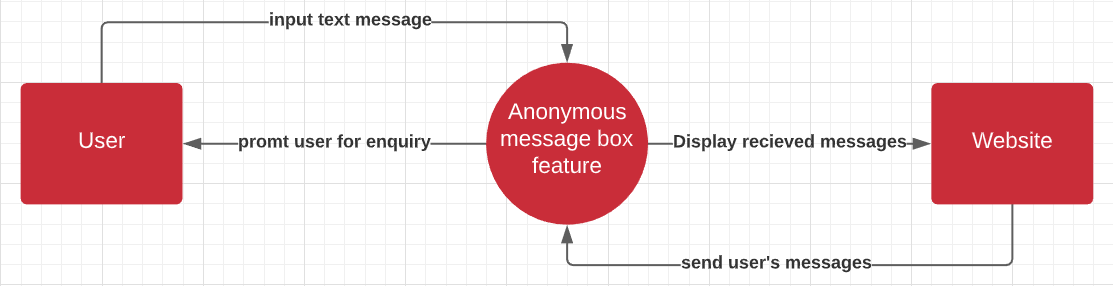 input text message
User
promt user for enquiry
Anonymous
message box
feature
Display recieved messages
Website
send user's messages